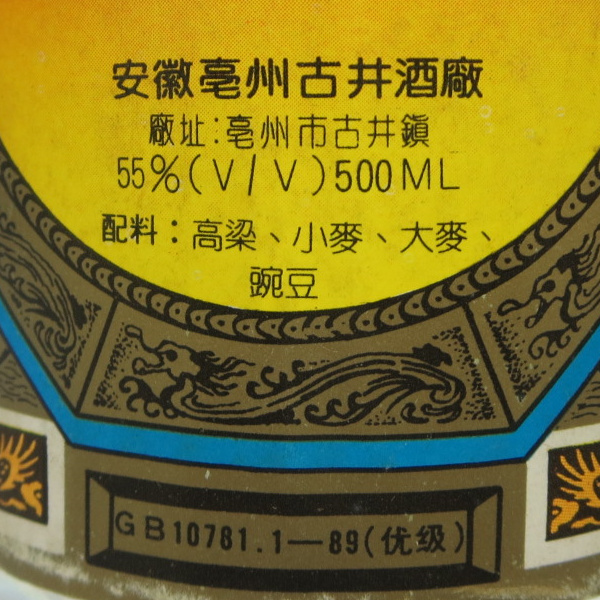 安徽亳州古井酒廠
廠址:亳州市古井鎮
55%(V/V)500ML
配料:高梁、小麥、大麥、
豌豆
GB10781.1—89(优级)